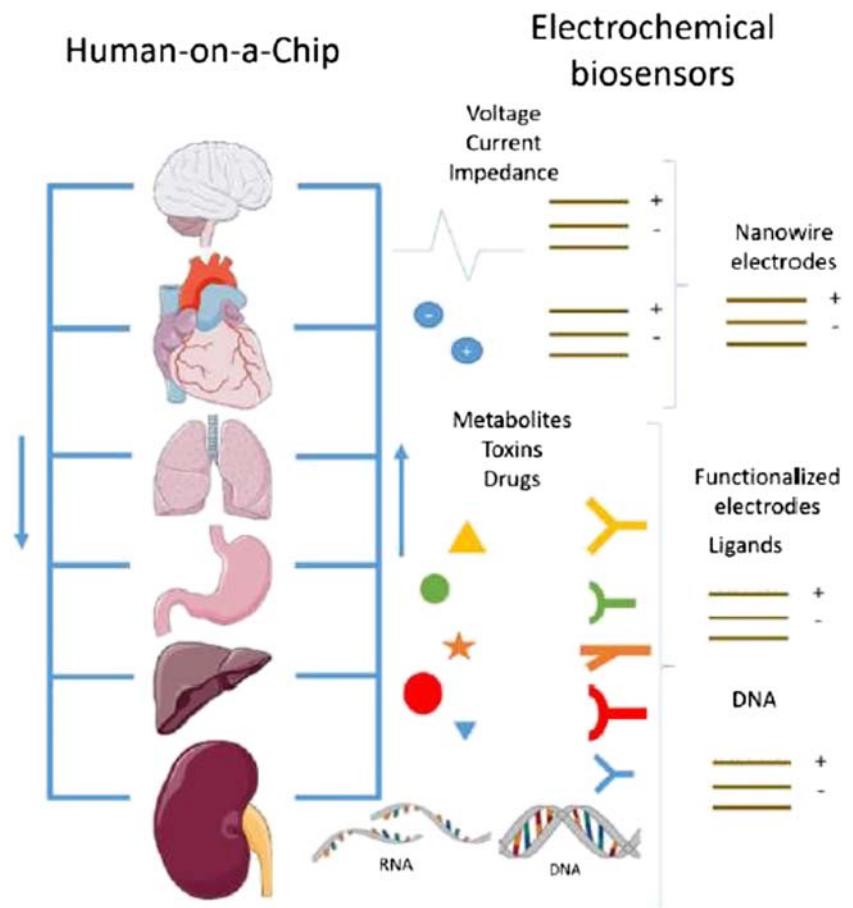 Human-on-a-Chip
Electrochemical
biosensors
Voltage
Current
Impedance
+
-
+
-
-
+
Nanowire
electrodes
+
-
Metabolites
Toxins
Drugs
Functionalized
electrodes
Ligands
+
-
DNA
+
-
RNA
DNA